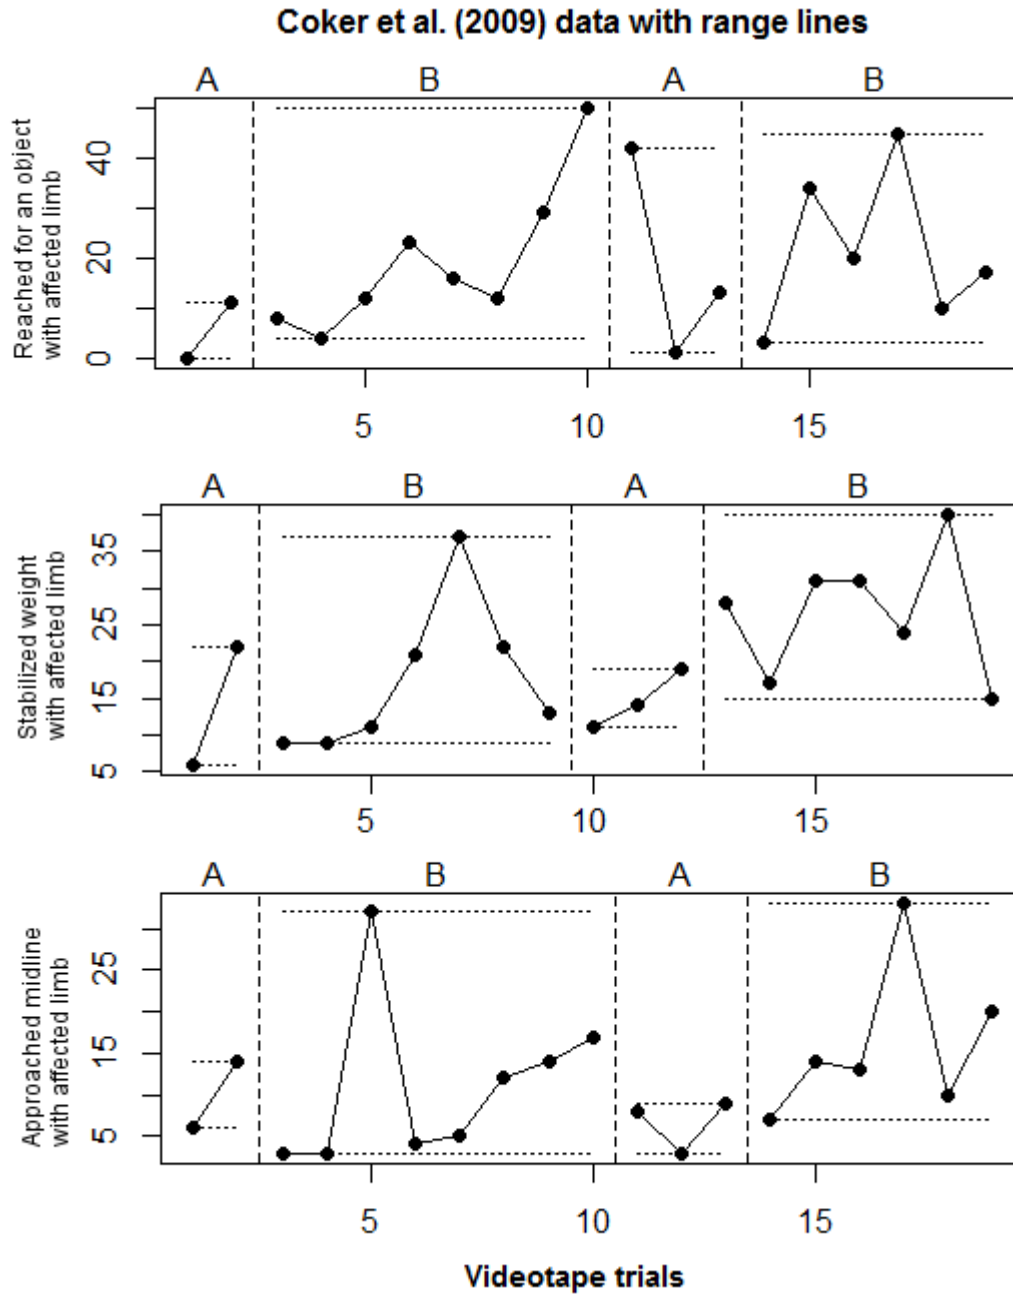 Coker et al. (2009) data with range lines
A B A B
Reached for an object
with affected limb
0 20 40
5 10 15
A B A B
Stabilized weight
with affected limb
5 15 25 35
5 10 15
A B A B
Approached midline
with affected limb
5 15 25
5 10 15
Videotape trials